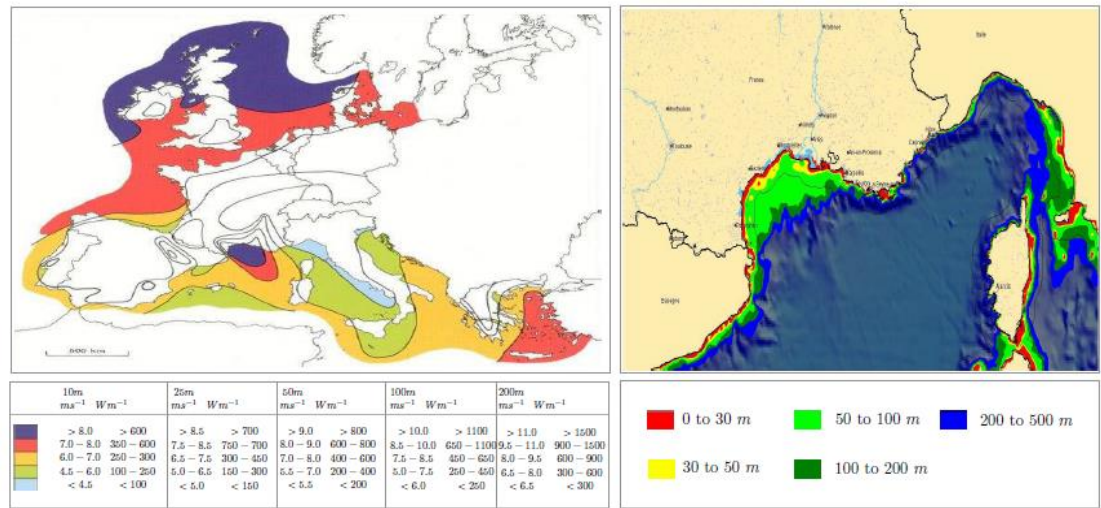 600 km
France
Italie
Espagne
10m 25m 50m 100m 200m
ms⁻¹ Wm⁻¹ ms⁻¹ Wm⁻¹ ms⁻¹ Wm⁻¹ ms⁻¹ Wm⁻¹ ms⁻¹ Wm⁻¹
> 8.0 > 600 > 8.5 > 700 > 9.0 > 800 > 10.0 > 1100 > 11.0 > 1500
7.0 − 8.0 350 − 600 7.5 − 8.5 750 − 700 8.0 − 9.0 600 − 800 8.5 − 10.0 650 − 1100 9.5 − 11.0 900 − 1500
6.0 − 7.0 250 − 300 6.5 − 7.5 300 − 450 7.0 − 8.0 400 − 600 7.5 − 8.5 450 − 650 8.0 − 9.5 600 − 900
4.5 − 6.0 100 − 250 5.0 − 6.5 150 − 300 5.5 − 7.0 200 − 400 5.0 − 7.5 250 − 450 6.5 − 8.0 300 − 600
< 4.5 < 100 < 5.0 < 150 < 5.5 < 200 < 6.0 < 250 < 6.5 < 300
0 to 30 m 50 to 100 m 200 to 500 m
30 to 50 m 100 to 200 m